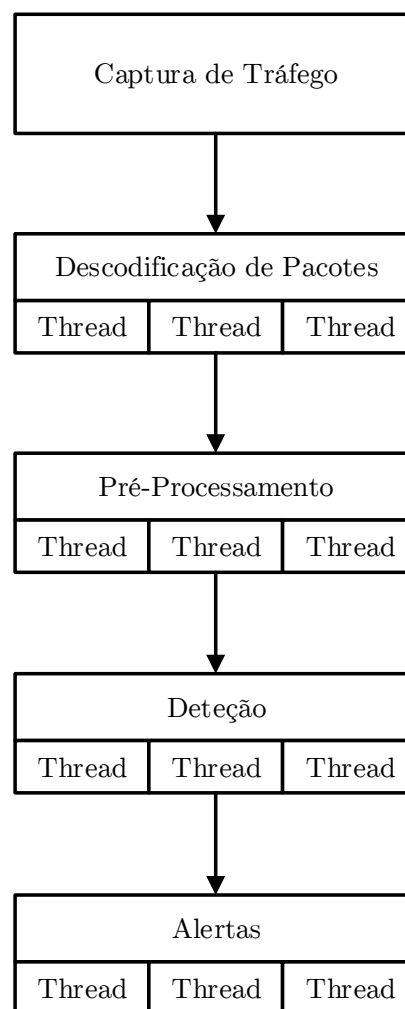 Captura de Tráfego
Descodificação de Pacotes
Thread Thread Thread
Pré-Processamento
Thread Thread Thread
Deteção
Thread Thread Thread
Alertas
Thread Thread Thread